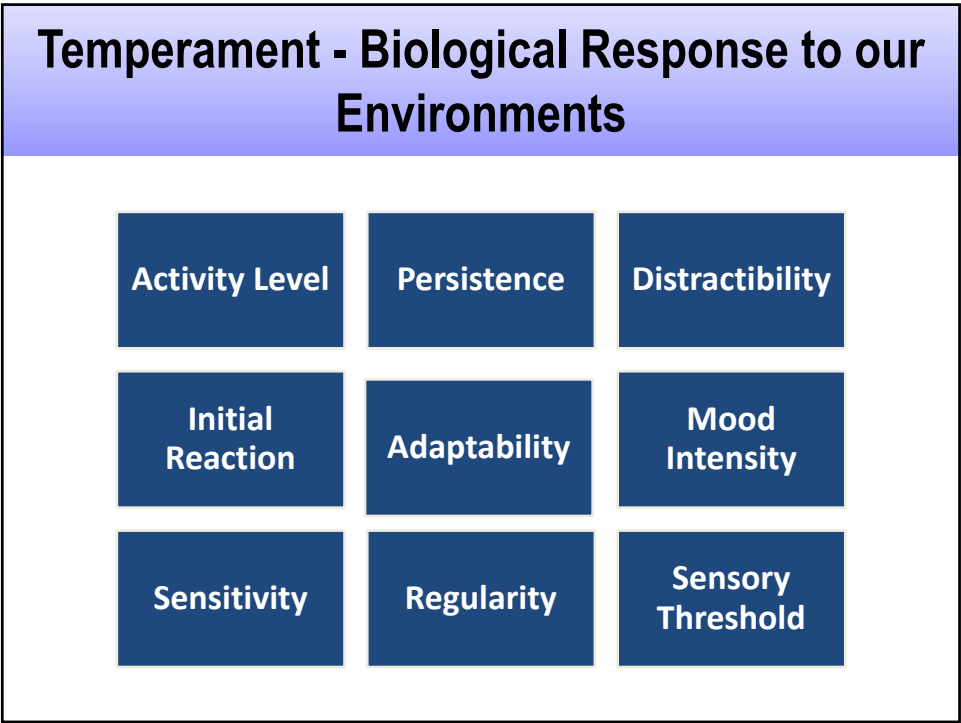 Temperament - Biological Response to our
Environments
Activity Level
Persistence
Distractibility
Initial
Reaction
Adaptability
Mood
Intensity
Sensitivity
Regularity
Sensory
Threshold